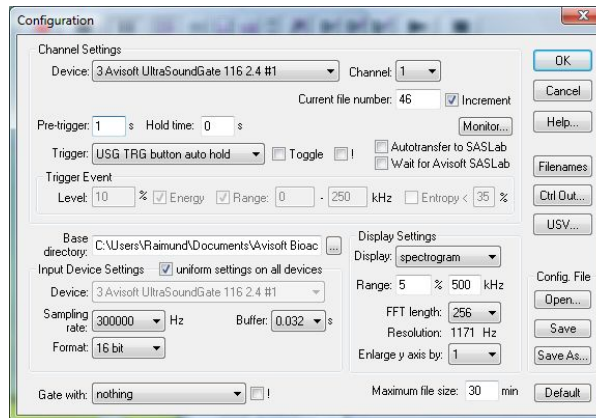 Configuration
Channel Settings
Device: 3 Avisoft UltraSoundGate 116 2.4 #1 Channel: 1
Current file number: 46 Increment
Pre-trigger: 1 s Hold time: 0 s Monitor...
Trigger: USG TRG button auto hold Toggle ! Autotransfer to SASLab
Wait for Avisoft SASLab
Trigger Event
Level: 10 % Energy Range: 0 - 250 kHz Entropy < 35 %
Base directory: C:\Users\Raimund\Documents\Avisoft Bioac ...
Input Device Settings uniform settings on all devices
Device: 3 Avisoft UltraSoundGate 116 2.4 #1
Sampling rate: 300000 Hz Buffer: 0.032 s
Format: 16 bit
Display Settings
Display: spectrogram
Range: 5 % 500 kHz
FFT length: 256
Resolution: 1171 Hz
Enlarge y axis by: 1
Gate with: nothing ! Maximum file size: 30 min
OK
Cancel
Help...
Filenames
Ctrl Out...
USV...
Config. File
Open...
Save
Save As...
Default